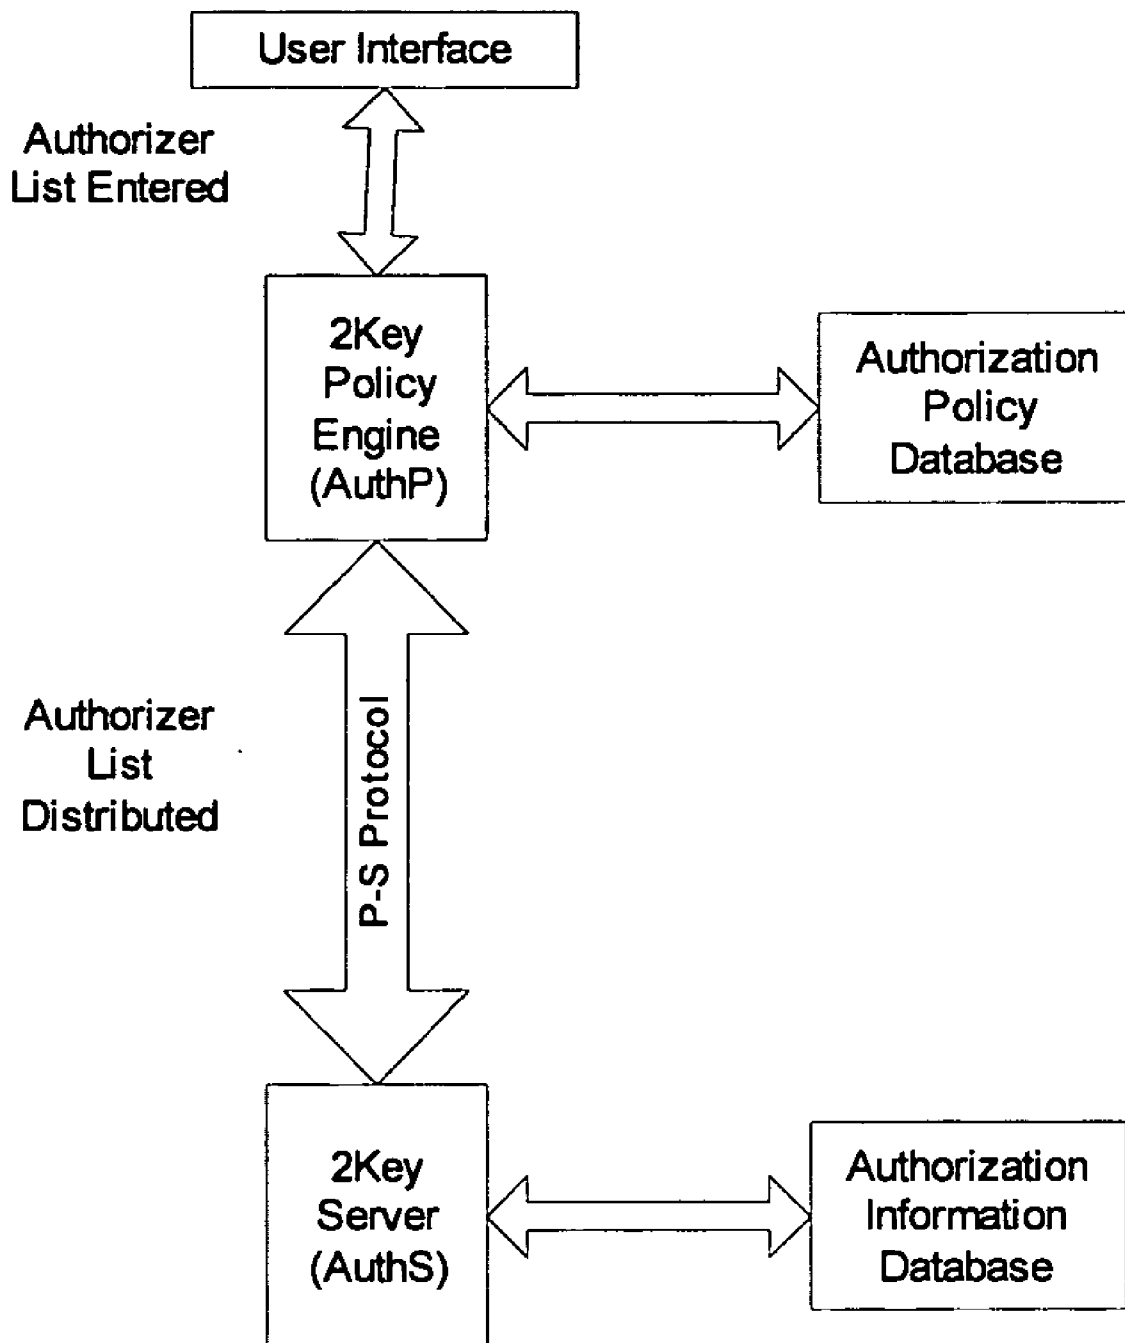 User Interface
Authorizer
List Entered
2Key
Policy
Engine
(AuthP)
Authorization
Policy
Database
Authorizer
List
Distributed
P-S Protocol
2Key
Server
(AuthS)
Authorization
Information
Database